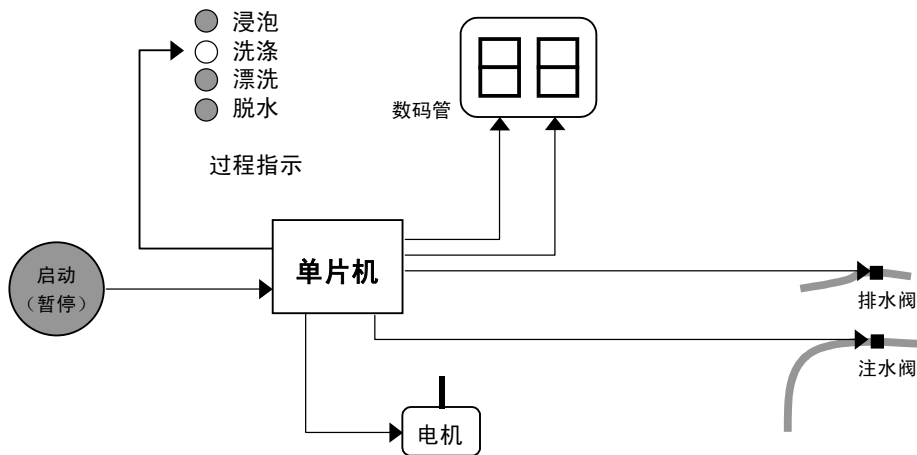 浸泡
洗涤
漂洗
脱水
过程指示
数码管
单片机
启动
（暂停）
排水阀
注水阀
电机